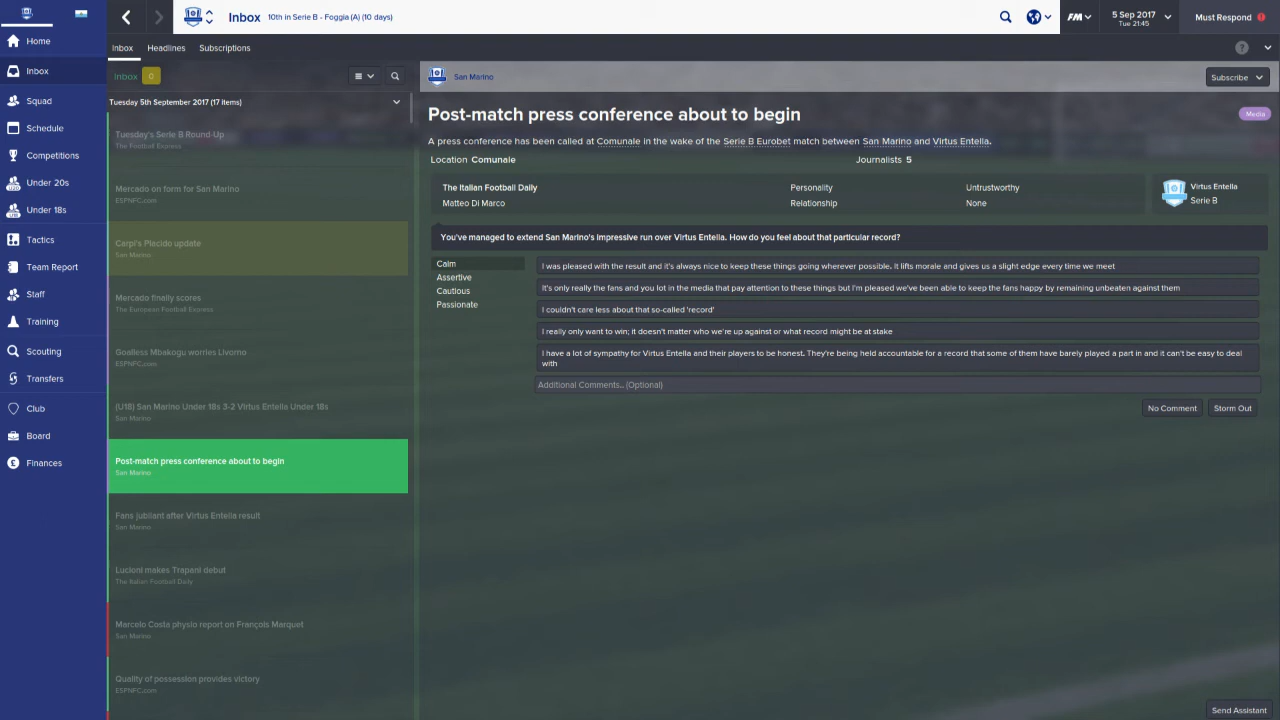 Inbox
10th in Serie B - Foggia (A) (10 days)
FM
5 Sep 2017
Tue 21:45
Must Respond
Home
Inbox
Squad
Schedule
Competitions
Under 20s
Under 18s
Tactics
Team Report
Staff
Training
Scouting
Transfers
Club
Board
Finances
Inbox
Headlines
Subscriptions
?
Inbox
0
Tuesday 5th September 2017 (17 items)
Tuesday's Serie B Round-Up
The Football Express
Mercado on form for San Marino
ESPNFC.com
Carpi's Plácido update
San Marino
Mercado finally scores
The European Football Express
Goalless Mbakogu worries Livorno
ESPNFC.com
(U18) San Marino Under 18s 3-2 Virtus Entella Under 18s
San Marino
Post-match press conference about to begin
San Marino
Fans jubilant after Virtus Entella result
San Marino
Lucioni makes Trapani debut
The Italian Football Daily
Marcelo Costa physio report on François Marquet
San Marino
Quality of possession provides victory
ESPNFC.com
San Marino
Subscribe
Post-match press conference about to begin
Media
A press conference has been called at Comunale in the wake of the Serie B Eurobet match between San Marino and Virtus Entella.
Location Comunale
Journalists 5
The Italian Football Daily
Personality
Untrustworthy
Matteo Di Marco
Relationship
None
Virtus Entella
Serie B
You've managed to extend San Marino's impressive run over Virtus Entella. How do you feel about that particular record?
Calm
Assertive
Cautious
Passionate
I was pleased with the result and it's always nice to keep these things going wherever possible. It lifts morale and gives us a slight edge every time we meet
It's only really the fans and you lot in the media that pay attention to these things but I'm pleased we've been able to keep the fans happy by remaining unbeaten against them
I couldn't care less about that so-called 'record'
I really only want to win; it doesn't matter who we're up against or what record might be at stake
I have a lot of sympathy for Virtus Entella and their players to be honest. They're being held accountable for a record that some of them have barely played a part in and it can't be easy to deal
with
Additional Comments.. (Optional)
No Comment
Storm Out
Send Assistant